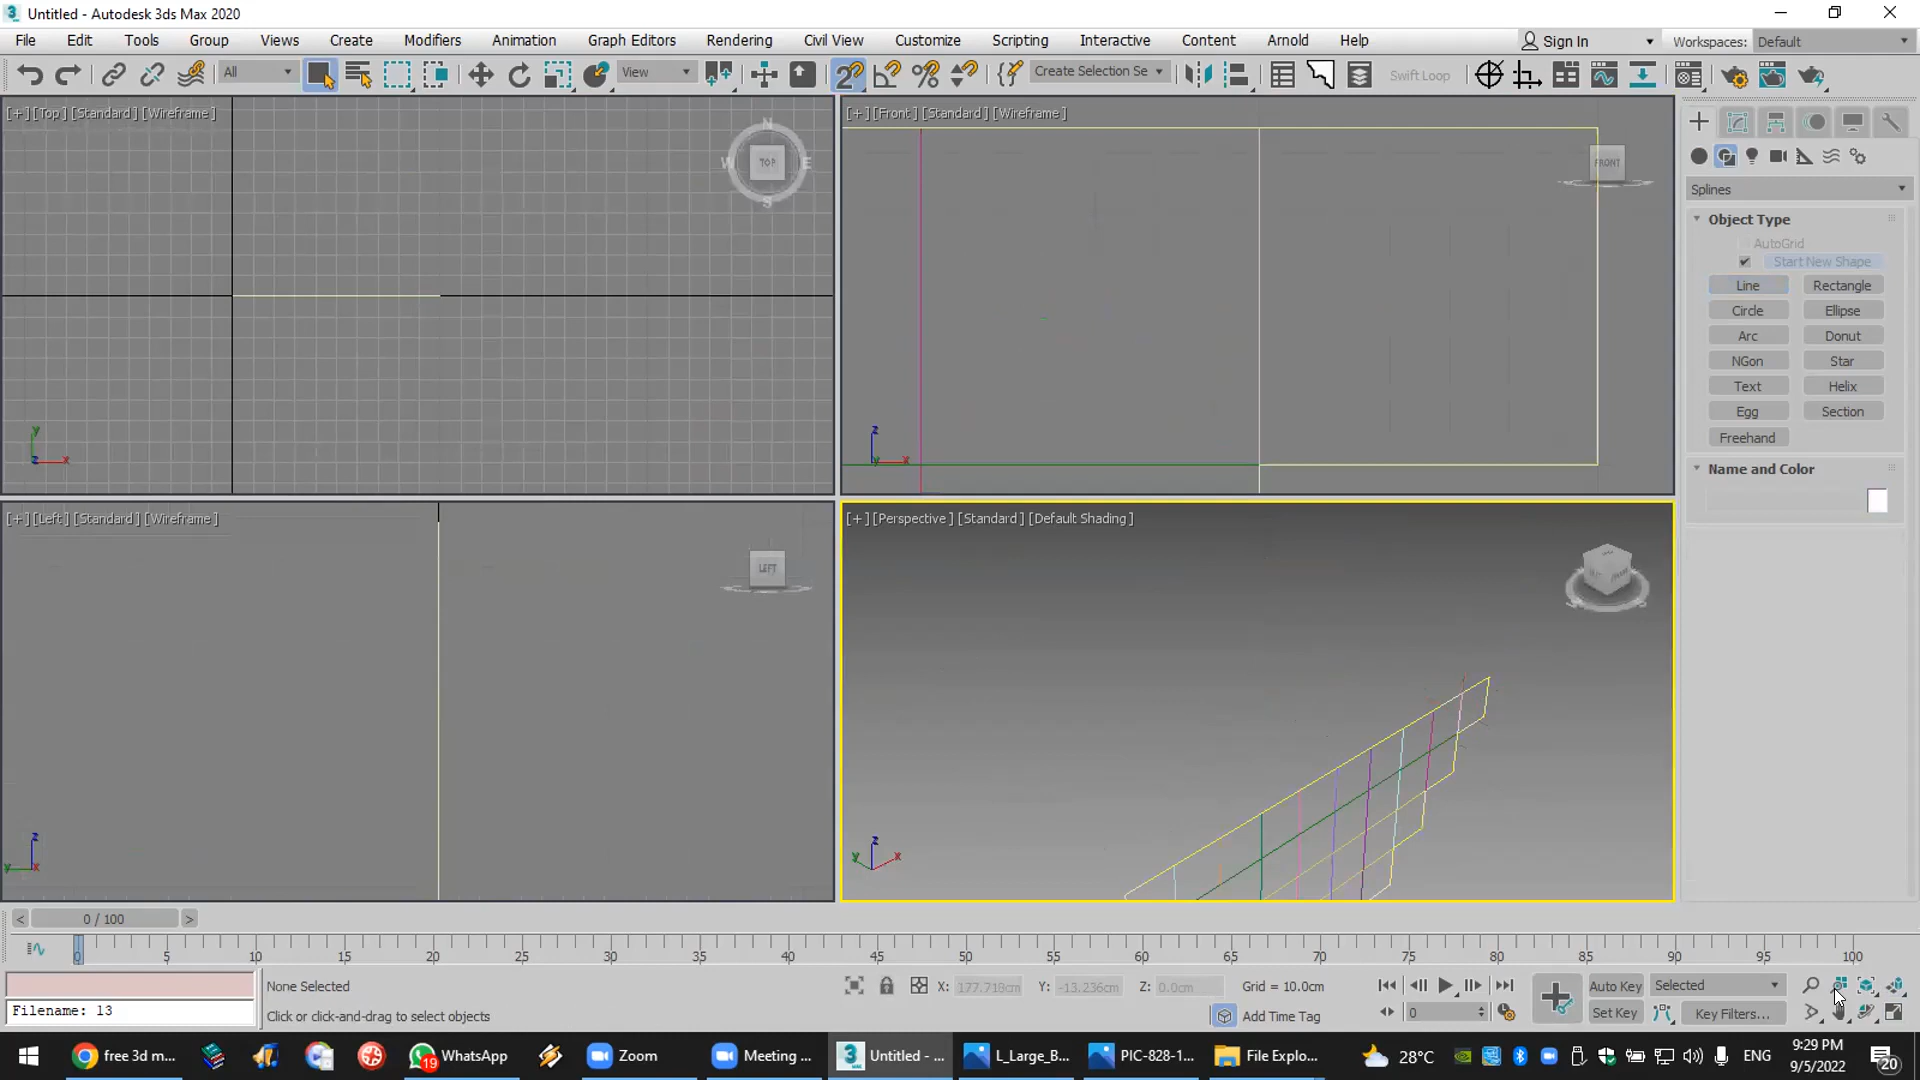 Untitled - Autodesk 3ds Max 2020
File Edit Tools Group Views Create Modifiers Animation Graph Editors Rendering Civil View Customize Scripting Interactive Content Arnold Help Sign In Workspaces: Default
All View Create Selection Se Swift Loop
[+] [Top] [Standard] [Wireframe]
N
W TOP E
S
y
z x
[+] [Front] [Standard] [Wireframe]
FRONT
z
y x
[+] [Left] [Standard] [Wireframe]
LEFT
z
y x
[+] [Perspective] [Standard] [Default Shading]
z
y x
Splines
Object Type
AutoGrid
Start New Shape
Line Rectangle
Circle Ellipse
Arc Donut
NGon Star
Text Helix
Egg Section
Freehand
Name and Color
< 0 / 100 >
0 5 10 15 20 25 30 35 40 45 50 55 60 65 70 75 80 85 90 95 100
None Selected X: 177.718cm Y: -13.236cm Z: 0.0cm Grid = 10.0cm Auto Key Selected
Filename: 13 Click or click-and-drag to select objects Add Time Tag 0 Set Key Key Filters...
free 3d m... 19 WhatsApp Zoom Meeting ... Untitled - ... L_Large_B... PIC-828-1... File Explo... 28°C ENG 9:29 PM
9/5/2022 20